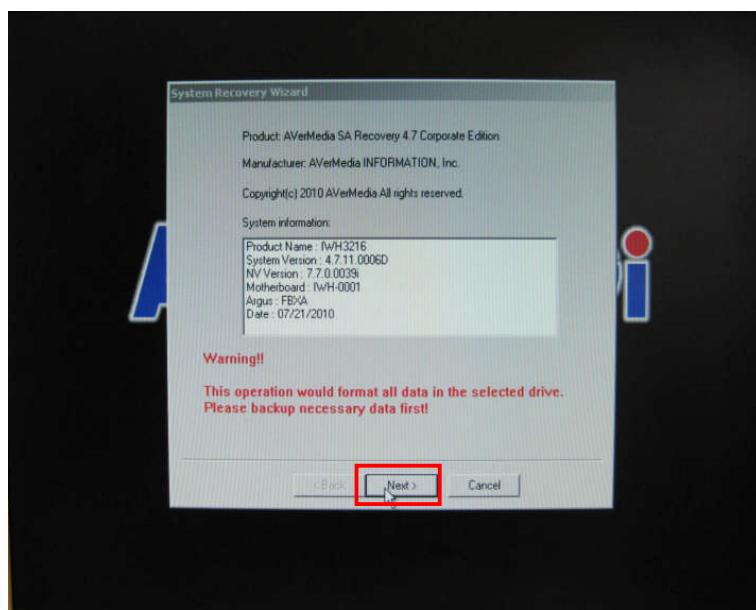 System Recovery Wizard
Product: AVerMedia SA Recovery 4.7 Corporate Edition
Manufacturer: AVerMedia INFORMATION, Inc.
Copyright(c) 2010 AVerMedia All rights reserved.
System information:
Product Name : IWH3216
System Version : 4.7.11.0006D
NV Version : 7.7.0.0039i
Motherboard : IWH-0001
Argus : FBXA
Date : 07/21/2010
Warning!!
This operation would format all data in the selected drive.
Please backup necessary data first!
< Back Next > Cancel